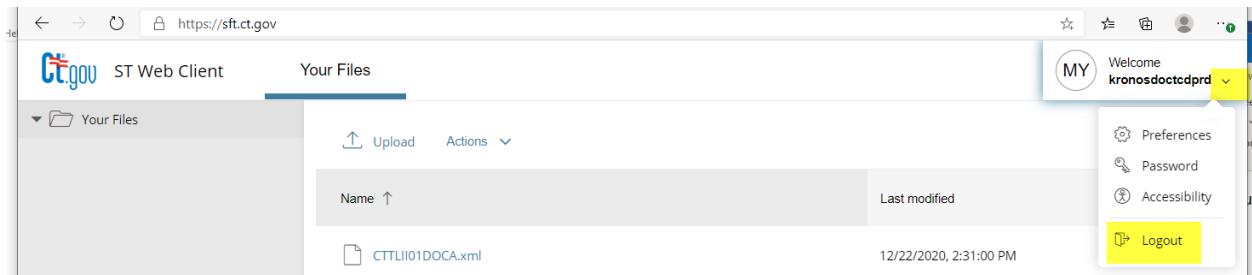 https://sft.ct.gov
Ct.gov ST Web Client Your Files
MY Welcome
kronosdoctcdprd
Your Files
Upload Actions
Preferences
Password
Accessibility
Logout
Name ↑ Last modified
CTTLII01DOCA.xml 12/22/2020, 2:31:00 PM